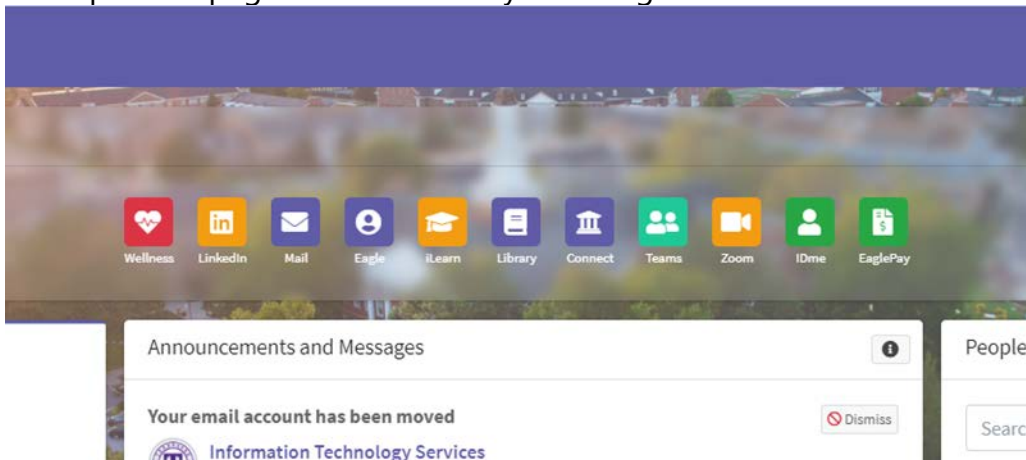 Wellness LinkedIn Mail Eagle iLearn Library Connect Teams Zoom IDme EaglePay
Announcements and Messages
People
Your email account has been moved
Dismiss
Searc
Information Technology Services